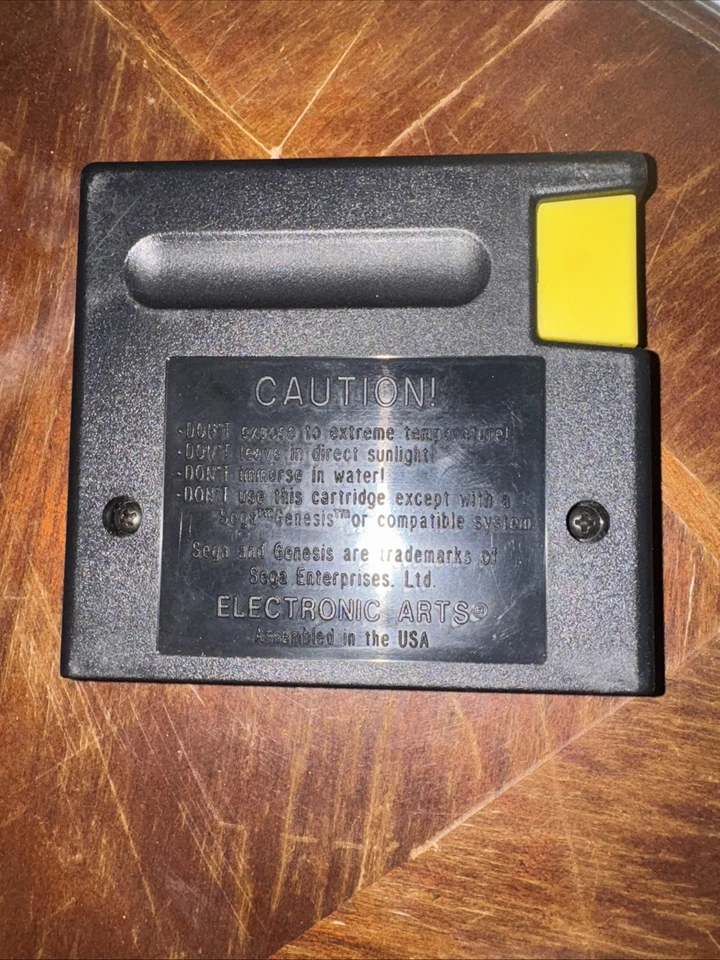 CAUTION!
-DON'T expose to extreme temperature!
-DON'T leave in direct sunlight!
-DON'T immerse in water!
-DON'T use this cartridge except with a
Sega™ Genesis™ or compatible system
Sega and Genesis are trademarks of
Sega Enterprises, Ltd.
ELECTRONIC ARTS®
Assembled in the USA